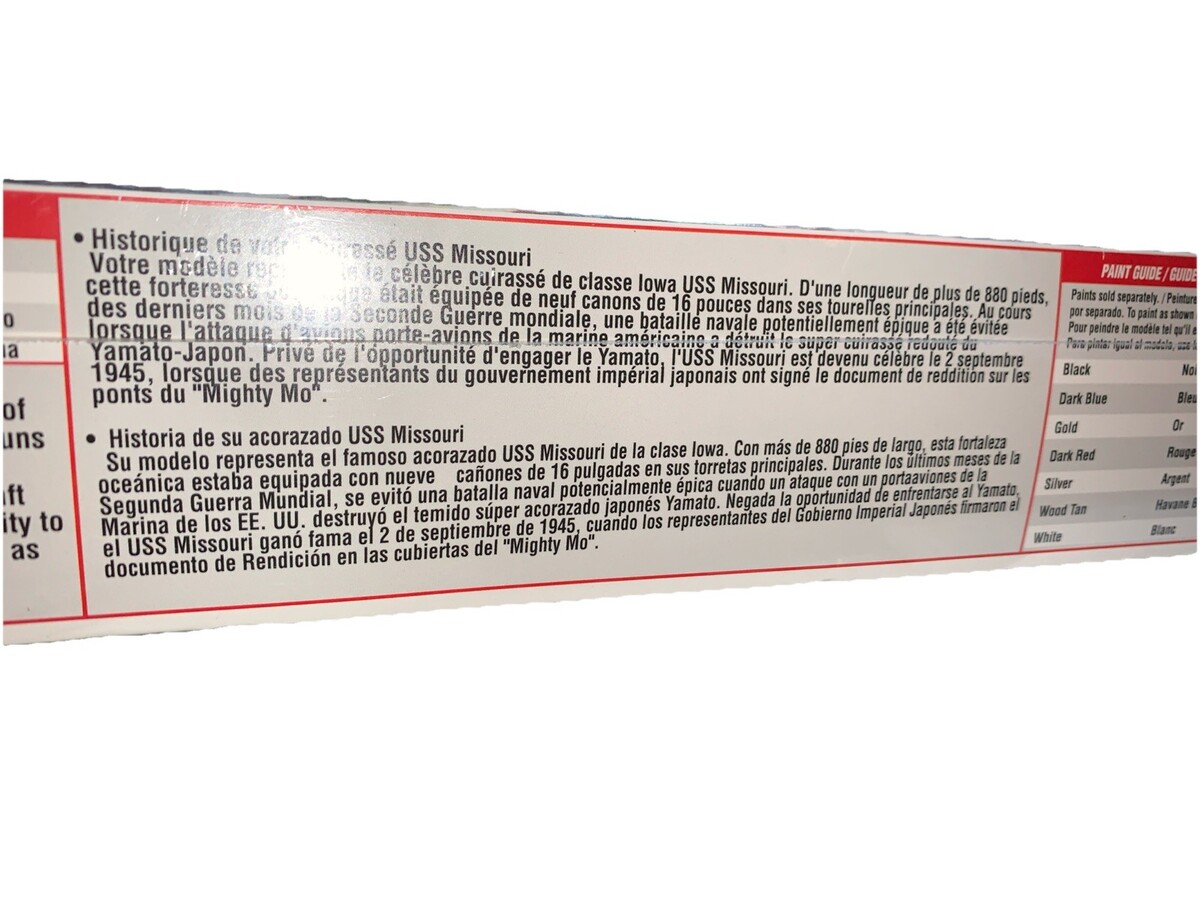 o
ia
of
uns
ft
ity to
as
• Historique de votre Cuirassé USS Missouri
Votre modèle le célèbre cuirassé de classe Iowa USS Missouri. D'une longueur de plus de 880 pieds,
cette forteresse était équipée de neuf canons de 16 pouces dans ses tourelles principales. Au cours
des derniers mois de la Seconde Guerre mondiale, une bataille navale potentiellement épique a été évitée
lorsque l'attaque d'avions porte-avions de la marine américaine a détruit le super cuirassé redouté du
Yamato-Japon. Privé de l'opportunité d'engager le Yamato, l'USS Missouri est devenu célèbre le 2 septembre
1945, lorsque des représentants du gouvernement impérial japonais ont signé le document de reddition sur les
ponts du "Mighty Mo".
• Historia de su acorazado USS Missouri
Su modelo representa el famoso acorazado USS Missouri de la clase Iowa. Con más de 880 pies de largo, esta fortaleza
oceánica estaba equipada con nueve cañones de 16 pulgadas en sus torretas principales. Durante los últimos meses de la
Segunda Guerra Mundial, se evitó una batalla naval potencialmente épica cuando un ataque con un portaaviones de la
Marina de los EE. UU. destruyó el temido súper acorazado japonés Yamato. Negada la oportunidad de enfrentarse al Yamato,
el USS Missouri ganó fama el 2 de septiembre de 1945, cuando los representantes del Gobierno Imperial Japonés firmaron el
documento de Rendición en las cubiertas del "Mighty Mo".
PAINT GUIDE / GUIDE
Paints sold separately. / Peinture
por separado. To paint as shown
Pour peindre le modèle tel qu'il
Para pintar igual al modelo, use
Black Noi
Dark Blue Bleu
Gold Or
Dark Red Rouge
Silver Argent
Wood Tan Havane
White Blanc